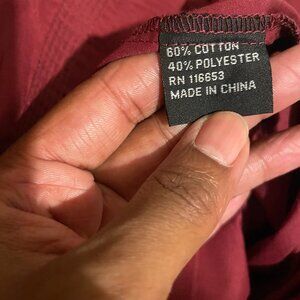 60% COTTON
40% POLYESTER
RN 116653
MADE IN CHINA